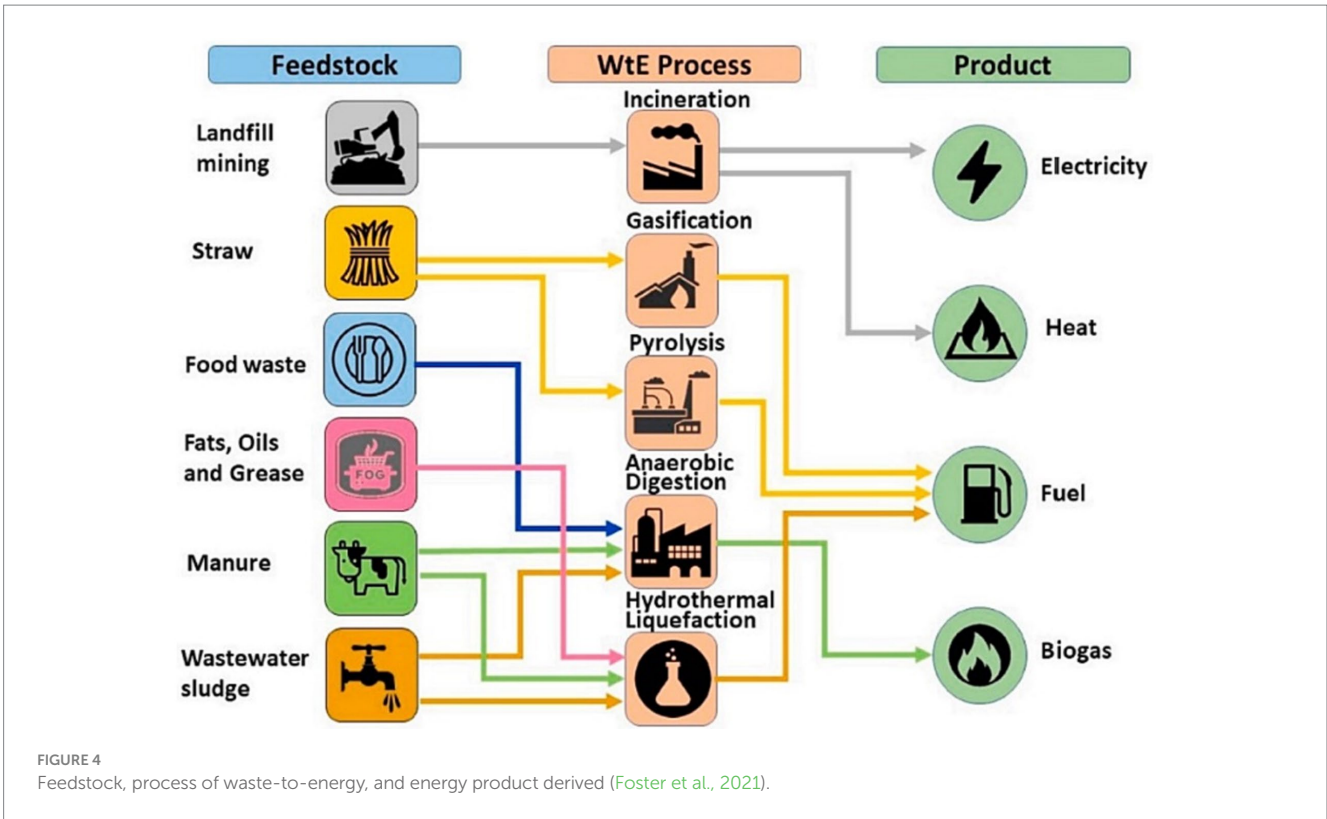 Feedstock
WtE Process
Product
Landfill
mining
Straw
Food waste
Fats, Oils
and Grease
FOG
Manure
Wastewater
sludge
Incineration
Gasification
Pyrolysis
Anaerobic
Digestion
Hydrothermal
Liquefaction
Electricity
Heat
Fuel
Biogas
FIGURE 4
Feedstock, process of waste-to-energy, and energy product derived (Foster et al., 2021).